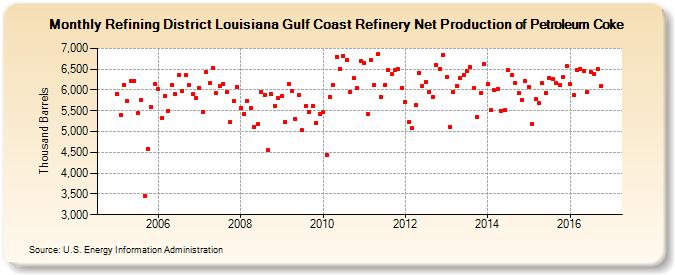 Monthly Refining District Louisiana Gulf Coast Refinery Net Production of Petroleum Coke
Thousand Barrels
7,000
6,500
6,000
5,500
5,000
4,500
4,000
3,500
3,000
2006 2008 2010 2012 2014 2016
Source: U.S. Energy Information Administration